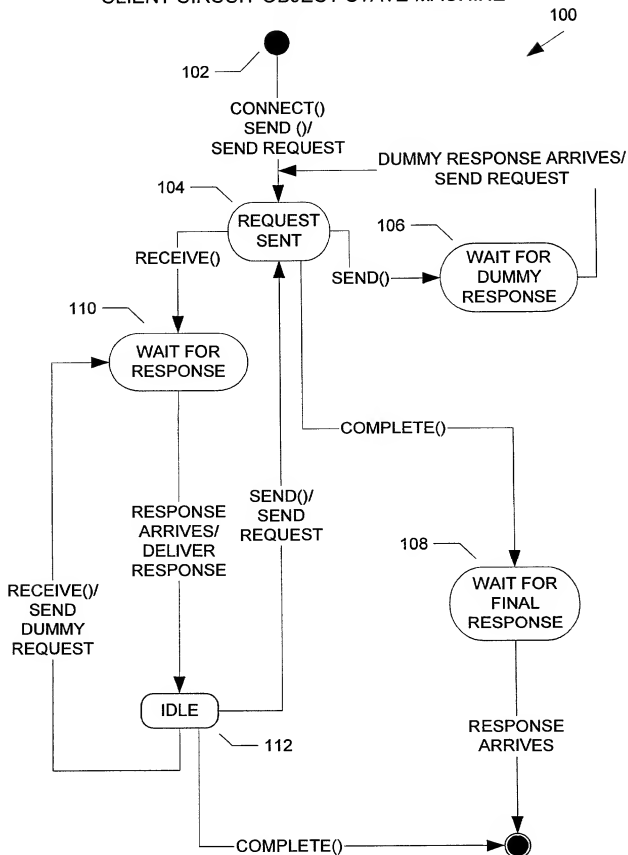 CLIENT CIRCUIT OBJECT STATE MACHINE
100
102
CONNECT()
SEND ()/
SEND REQUEST
DUMMY RESPONSE ARRIVES/
SEND REQUEST
104
REQUEST
SENT
106
WAIT FOR
DUMMY
RESPONSE
RECEIVE()
SEND()
110
WAIT FOR
RESPONSE
COMPLETE()
RESPONSE
ARRIVES/
DELIVER
RESPONSE
SEND()/
SEND
REQUEST
108
WAIT FOR
FINAL
RESPONSE
RECEIVE()/
SEND
DUMMY
REQUEST
IDLE
112
RESPONSE
ARRIVES
COMPLETE()